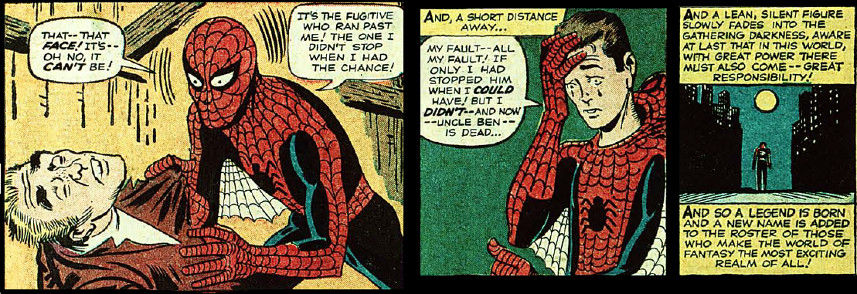 THAT--THAT
FACE! IT'S--
OH NO, IT
CAN'T BE!
IT'S THE FUGITIVE
WHO RAN PAST
ME! THE ONE I
DIDN'T STOP
WHEN I HAD
THE CHANCE!
AND, A SHORT DISTANCE
AWAY...
MY FAULT--ALL
MY FAULT! IF
ONLY I HAD
STOPPED HIM
WHEN I COULD
HAVE! BUT I
DIDN'T--AND NOW
--UNCLE BEN--
IS DEAD...
AND A LEAN, SILENT FIGURE
SLOWLY FADES INTO THE
GATHERING DARKNESS, AWARE
AT LAST THAT IN THIS WORLD,
WITH GREAT POWER THERE
MUST ALSO COME -- GREAT
RESPONSIBILITY!
AND SO A LEGEND IS BORN
AND A NEW NAME IS ADDED
TO THE ROSTER OF THOSE
WHO MAKE THE WORLD OF
FANTASY THE MOST EXCITING
REALM OF ALL!